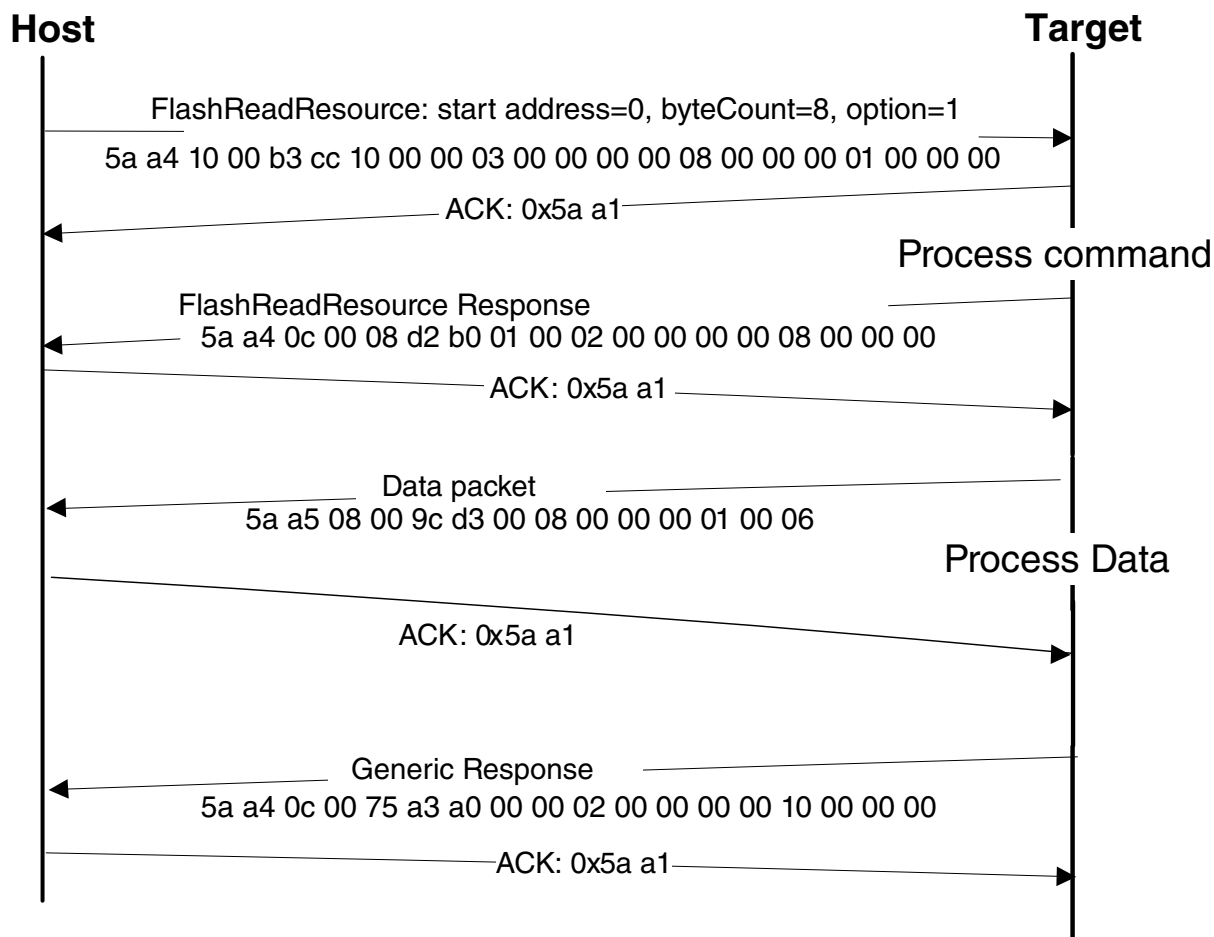 Host
Target
FlashReadResource: start address=0, byteCount=8, option=1
5a a4 10 00 b3 cc 10 00 00 03 00 00 00 00 08 00 00 00 01 00 00 00
ACK: 0x5a a1
Process command
FlashReadResource Response
5a a4 0c 00 08 d2 b0 01 00 02 00 00 00 00 08 00 00 00
ACK: 0x5a a1
Data packet
5a a5 08 00 9c d3 00 08 00 00 00 01 00 06
Process Data
ACK: 0x5a a1
Generic Response
5a a4 0c 00 75 a3 a0 00 00 02 00 00 00 00 10 00 00 00
ACK: 0x5a a1